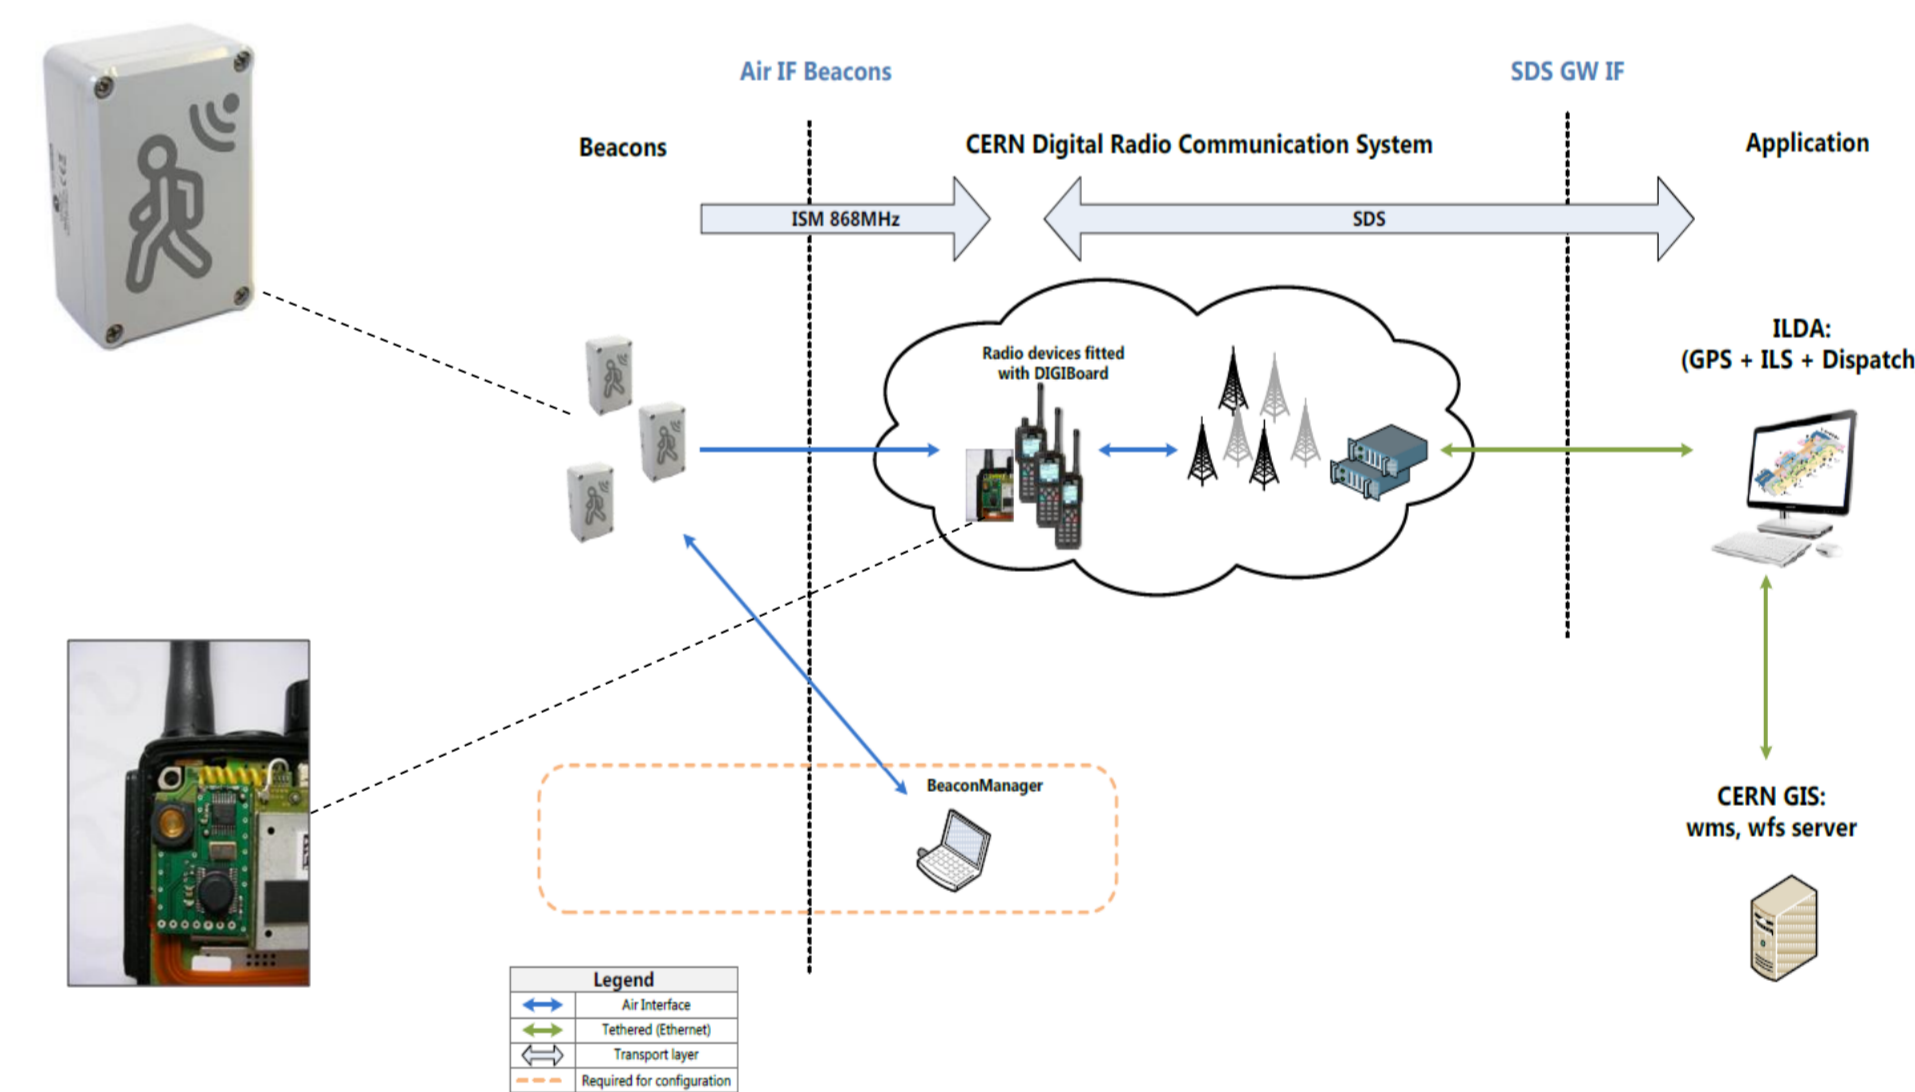 Air IF Beacons
SDS GW IF
Beacons
CERN Digital Radio Communication System
Application
ISM 868MHz
SDS
ILDA:
(GPS + ILS + Dispatch
Radio devices fitted
with DIGIBoard
BeaconManager
CERN GIS:
wms, wfs server
Legend
Air Interface
Tethered (Ethernet)
Transport layer
Required for configuration